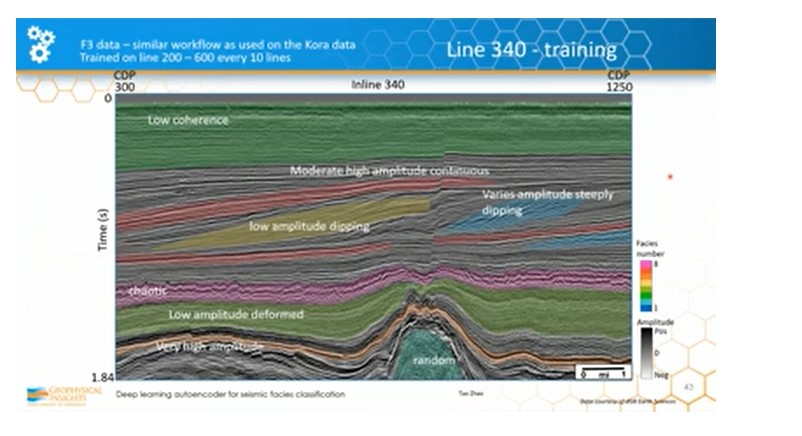 F3 data – similar workflow as used on the Kora data
Trained on line 200 – 600 every 10 lines
Line 340 - training
CDP
300
Inline 340
CDP
1250
0
Low coherence
Moderate high amplitude continuous
Varies amplitude steeply
dipping
low amplitude dipping
Time (s)
Facies
number
8
1
chaotic
Low amplitude deformed
Amplitude
Pos
0
Neg
Very high amplitude
random
1.84
0 mi 1
43
GEOPHYSICAL
INSIGHTS
Deep learning autoencoder for seismic facies classification
Tao Zhao
Data courtesy of dGB Earth Sciences